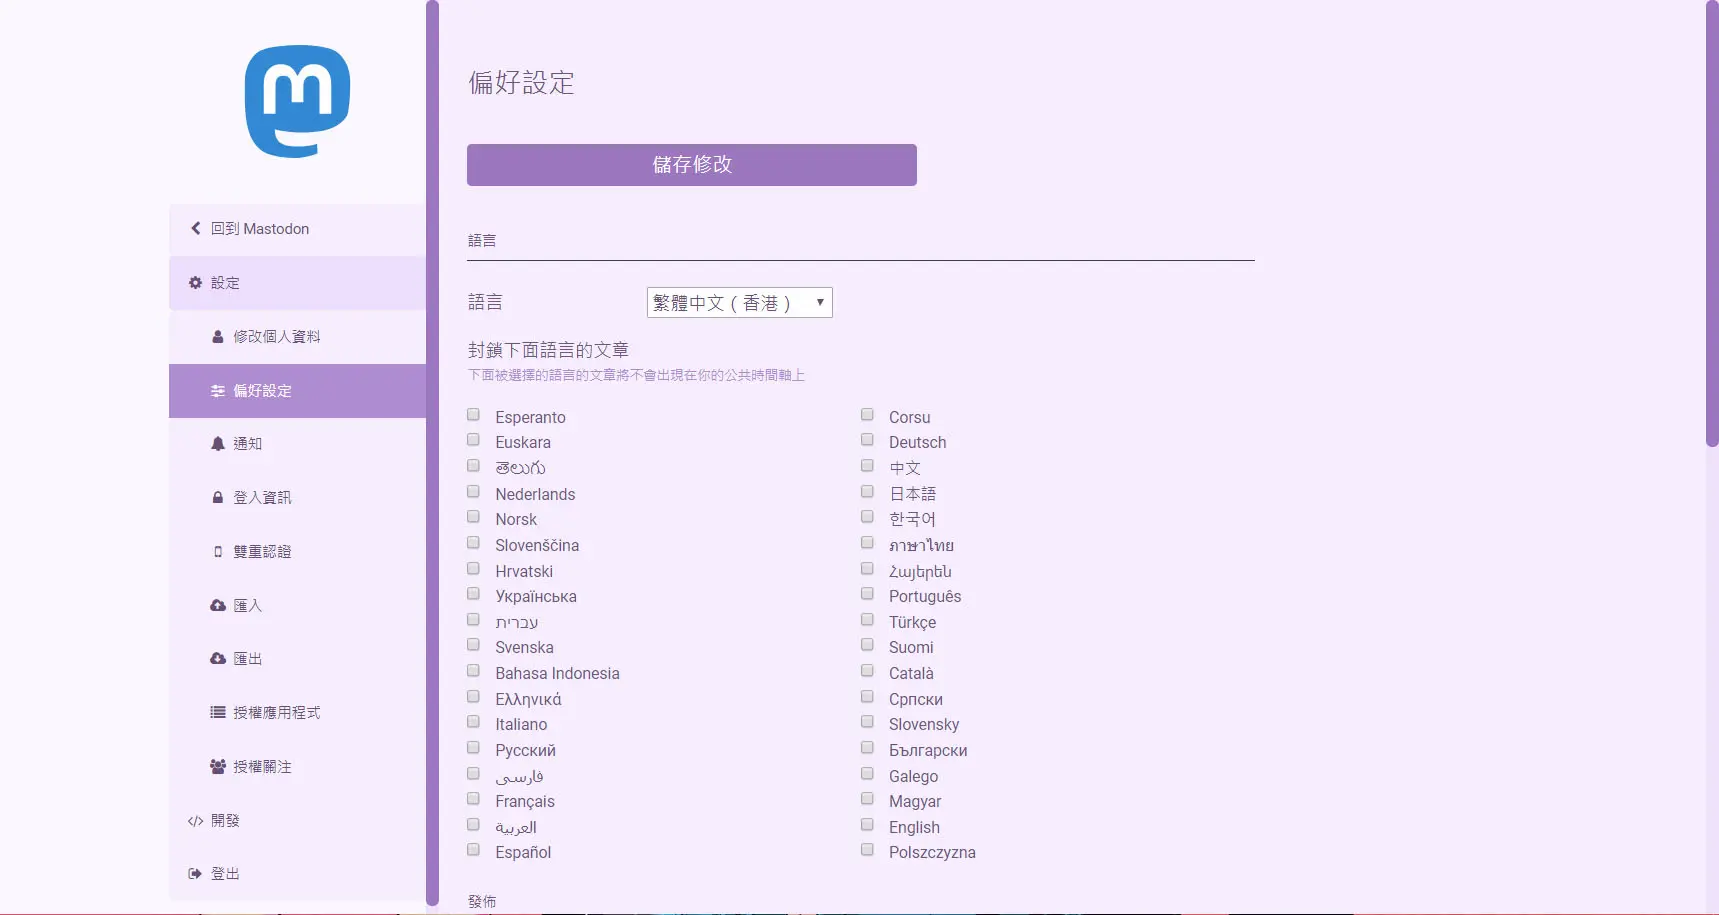 回到 Mastodon
設定
修改個人資料
偏好設定
通知
登入資訊
雙重認證
匯入
匯出
授權應用程式
授權關注
開發
登出
偏好設定
儲存修改
語言
語言
繁體中文（香港）
封鎖下面語言的文章
下面被選擇的語言的文章將不會出現在你的公共時間軸上
Esperanto
Euskara
తెలుగు
Nederlands
Norsk
Slovenščina
Hrvatski
Українська
עברית
Svenska
Bahasa Indonesia
Ελληνικά
Italiano
Русский
فارسی
Français
العربية
Español
Corsu
Deutsch
中文
日本語
한국어
ภาษาไทย
Հայերեն
Português
Türkçe
Suomi
Català
Српски
Slovensky
Български
Galego
Magyar
English
Polszczyzna
發佈